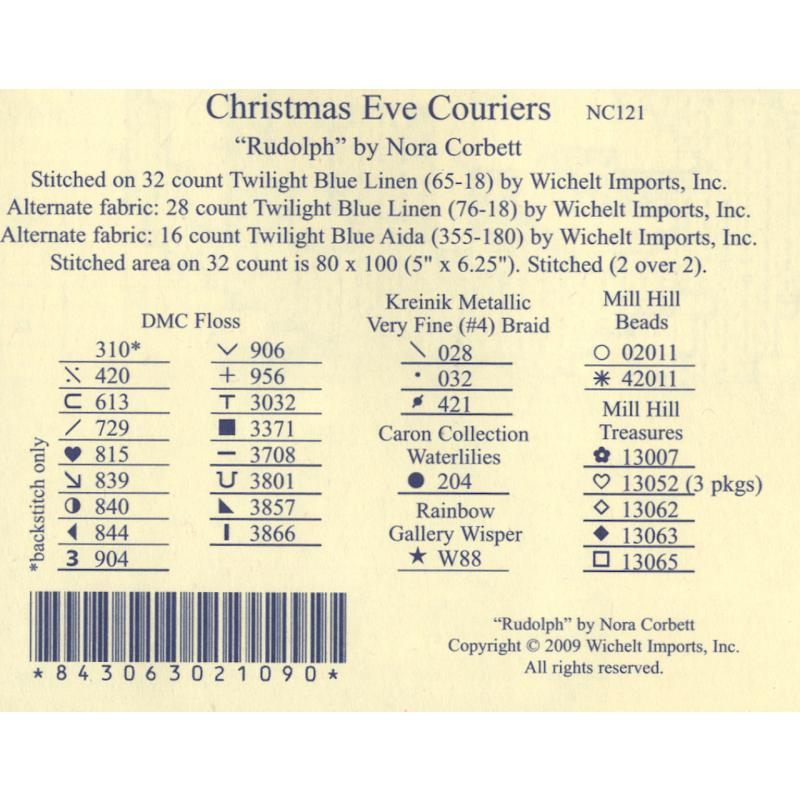 Christmas Eve Couriers NC121
"Rudolph" by Nora Corbett
Stitched on 32 count Twilight Blue Linen (65-18) by Wichelt Imports, Inc.
Alternate fabric: 28 count Twilight Blue Linen (76-18) by Wichelt Imports, Inc.
Alternate fabric: 16 count Twilight Blue Aida (355-180) by Wichelt Imports, Inc.
Stitched area on 32 count is 80 x 100 (5" x 6.25"). Stitched (2 over 2).
DMC Floss
310*
420
613
729
815
839
840
844
3 904
*backstitch only
906
956
3032
3371
3708
3801
3857
3866
Kreinik Metallic
Very Fine (#4) Braid
028
032
421
Caron Collection
Waterlilies
204
Rainbow
Gallery Wisper
W88
Mill Hill
Beads
02011
42011
Mill Hill
Treasures
13007
13052 (3 pkgs)
13062
13063
13065
*843063021090*
"Rudolph" by Nora Corbett
Copyright © 2009 Wichelt Imports, Inc.
All rights reserved.